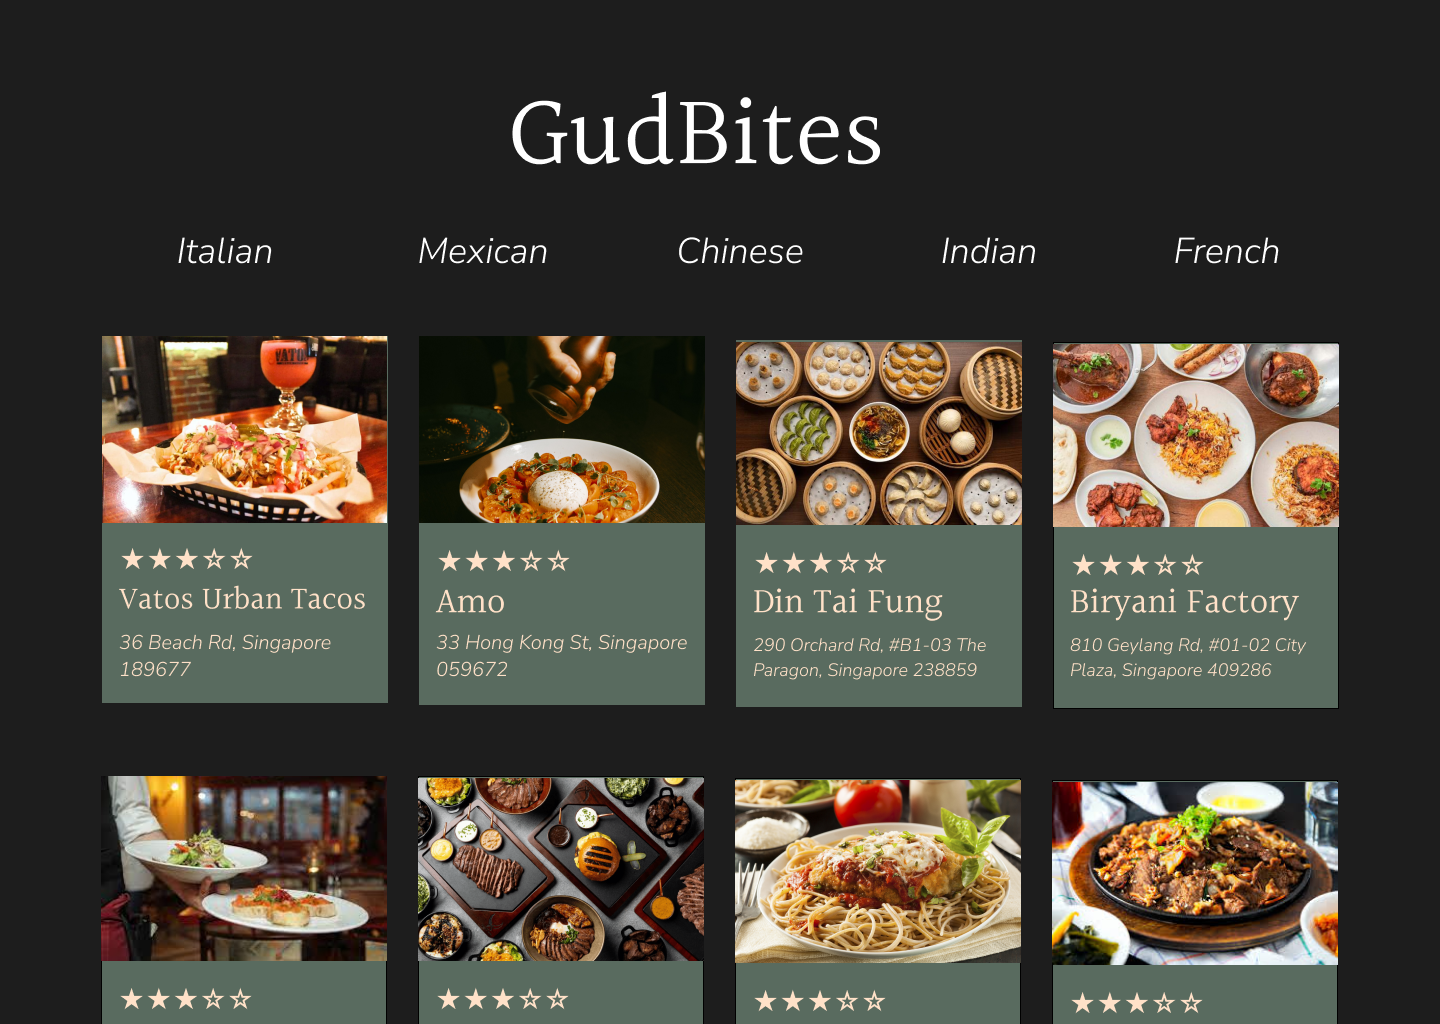 GudBites
Italian
Mexican
Chinese
Indian
French
VATO
★★★☆☆
Vatos Urban Tacos
36 Beach Rd, Singapore
189677
★★★☆☆
Amo
33 Hong Kong St, Singapore
059672
★★★☆☆
Din Tai Fung
290 Orchard Rd, #B1-03 The
Paragon, Singapore 238859
★★★☆☆
Biryani Factory
810 Geylang Rd, #01-02 City
Plaza, Singapore 409286
★★★☆☆
★★★☆☆
★★★☆☆
★★★☆☆